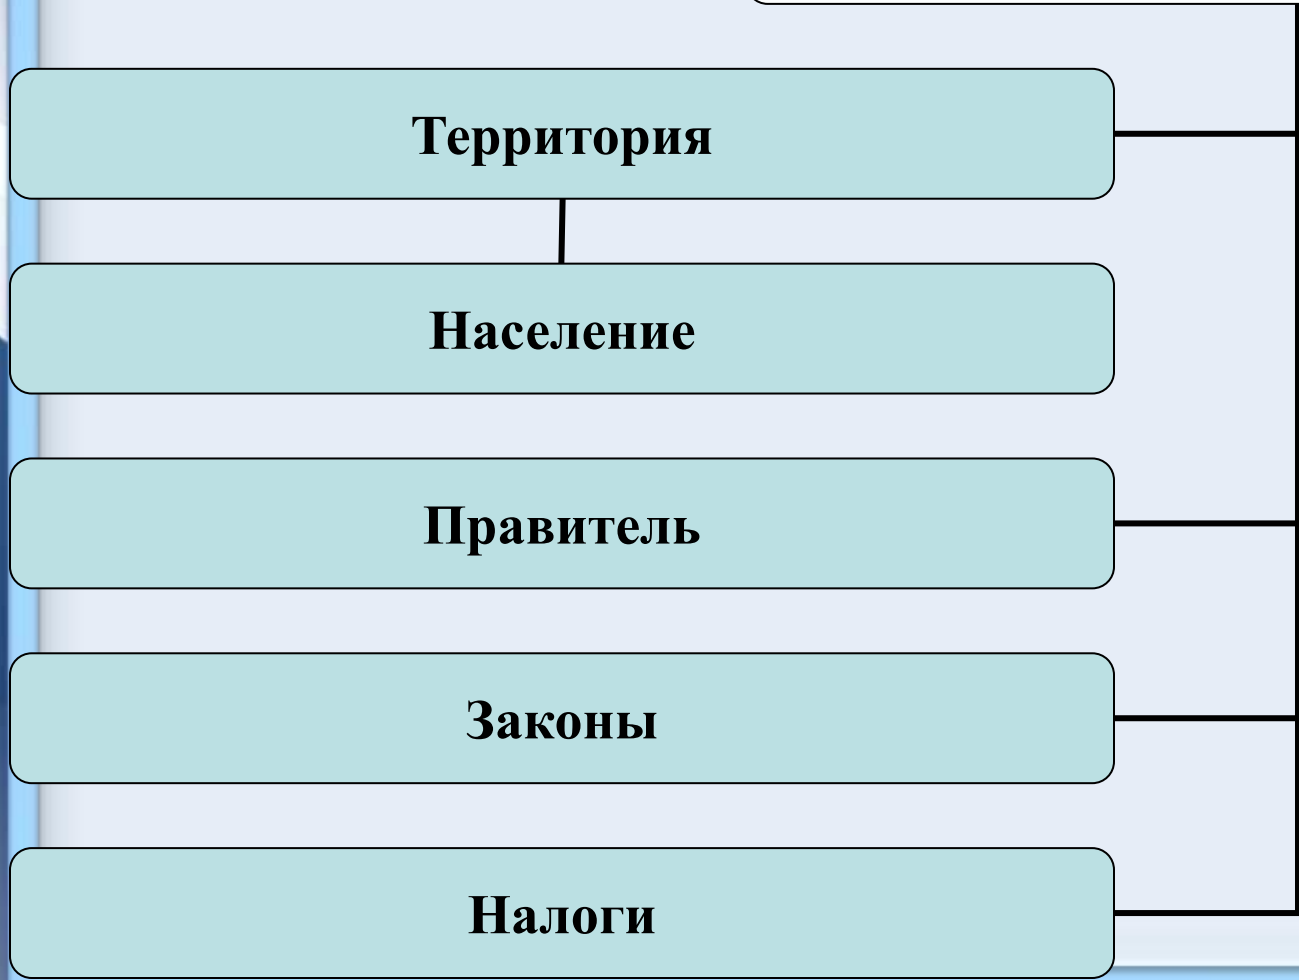 Территория
Население
Правитель
Законы
Налоги